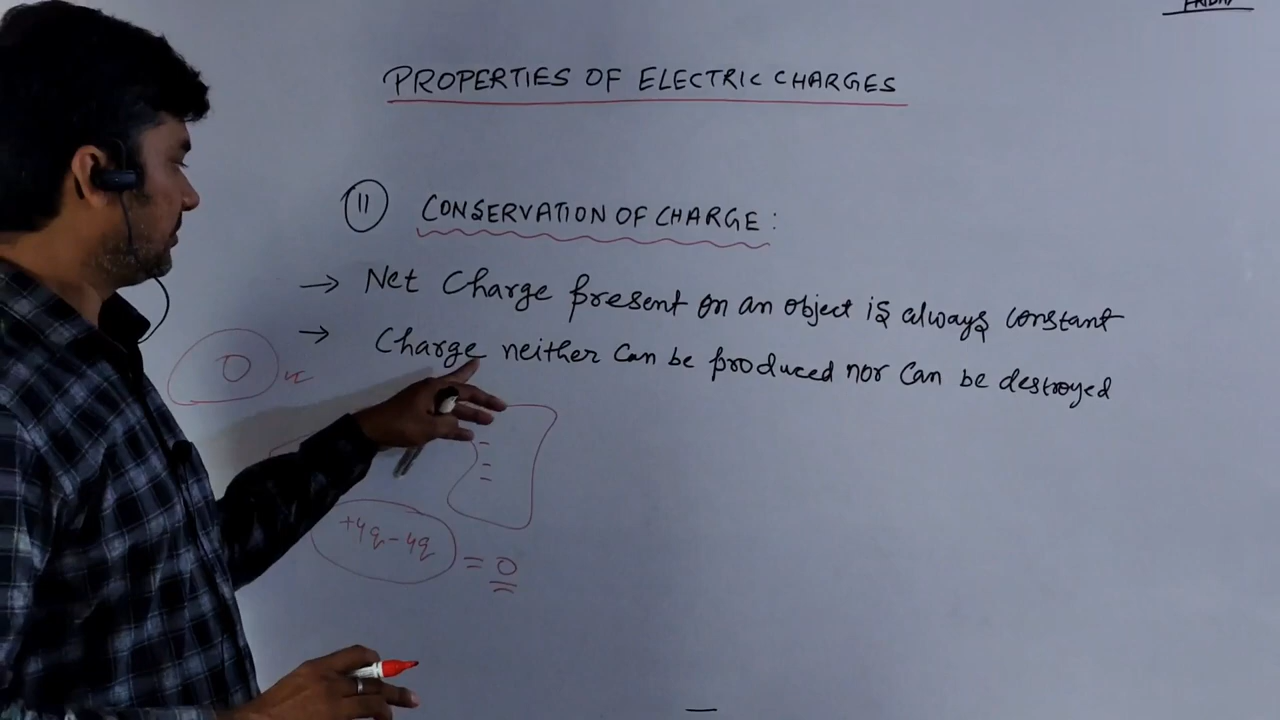 FRIDAY
PROPERTIES OF ELECTRIC CHARGES
11 CONSERVATION OF CHARGE:
→ Net Charge present on an object is always constant
→ Charge neither can be produced nor can be destroyed
0
+4q-4q = 0